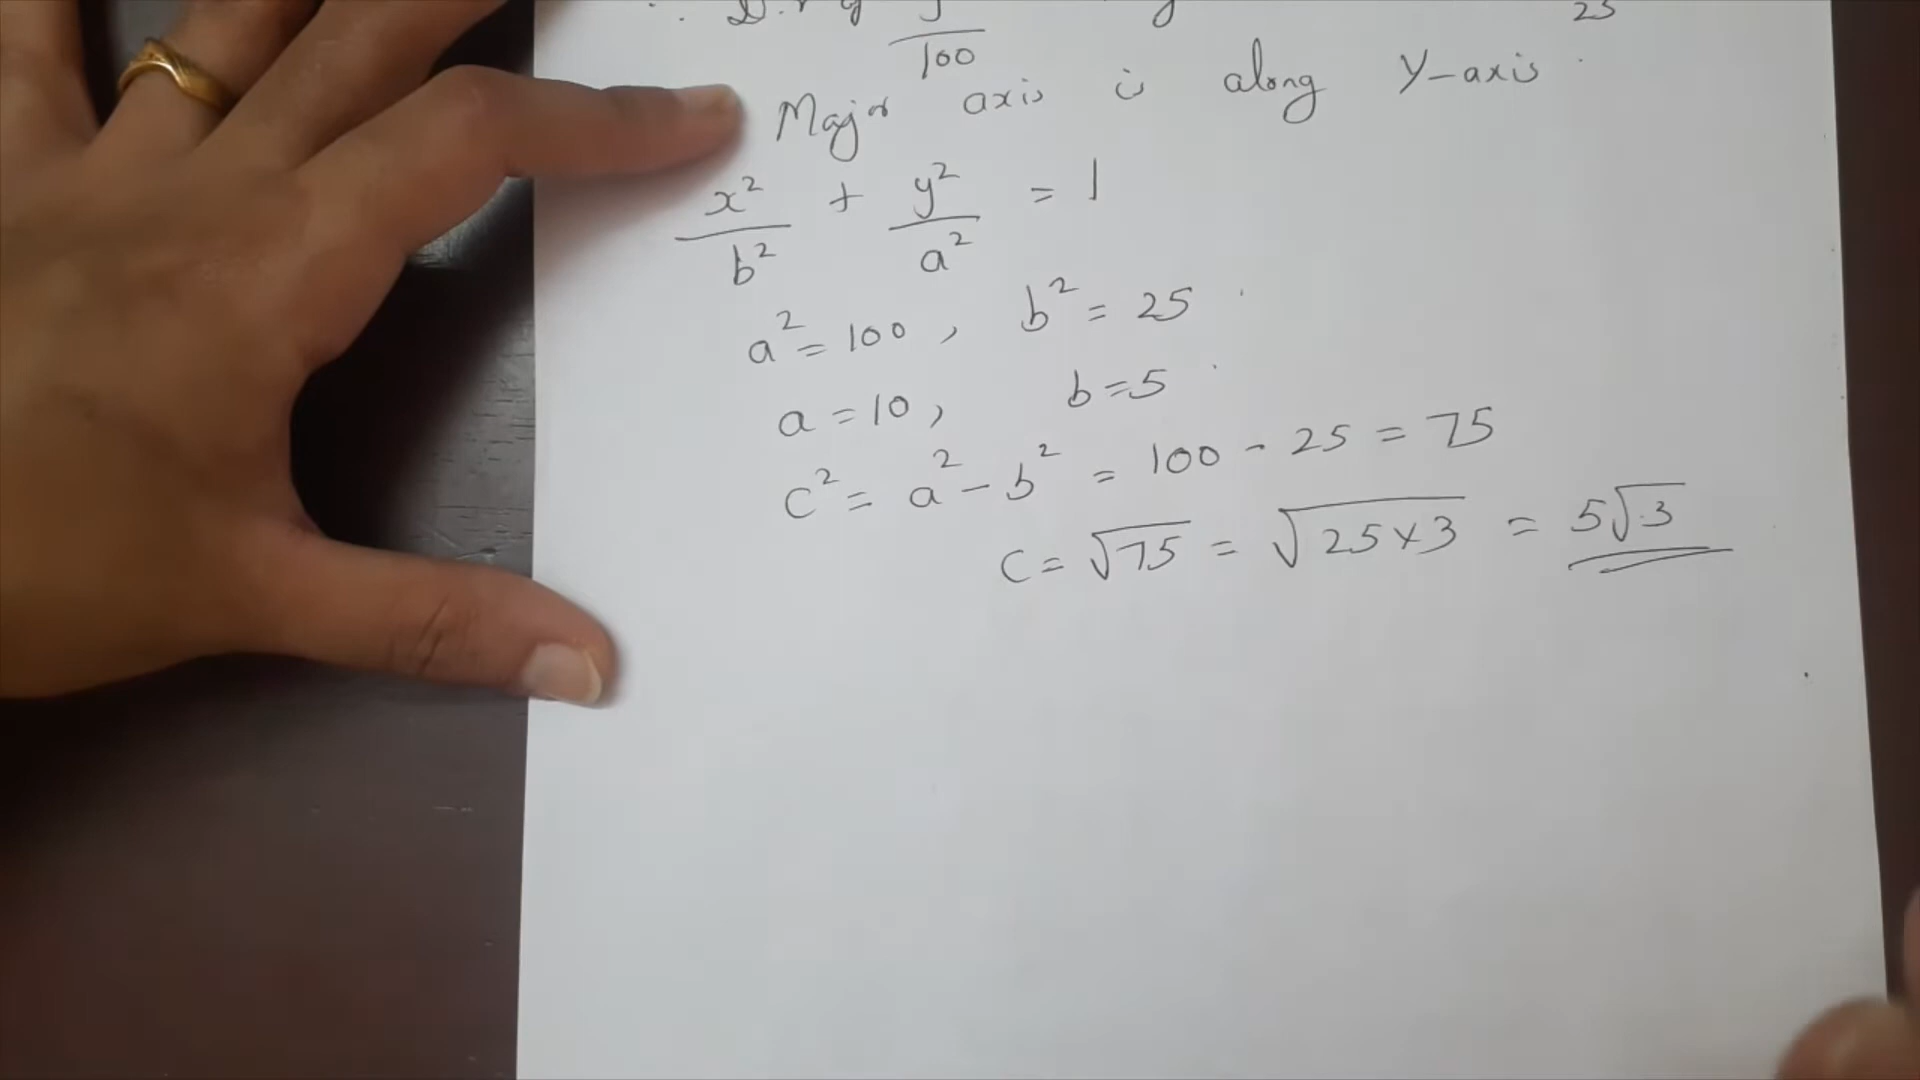 100 25
Major axis is along Y-axis
x²/b² + y²/a² = 1
a² = 100 , b² = 25
a = 10 , b = 5
c² = a² - b² = 100 - 25 = 75
c = √75 = √25×3 = 5√3